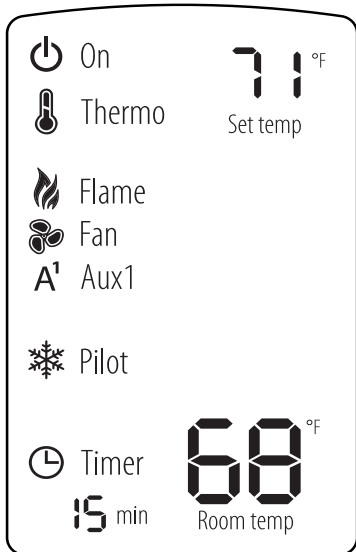 On 71 °F
Thermo Set temp
Flame
Fan
A¹ Aux1
Pilot
Timer 68 °F
15 min Room temp